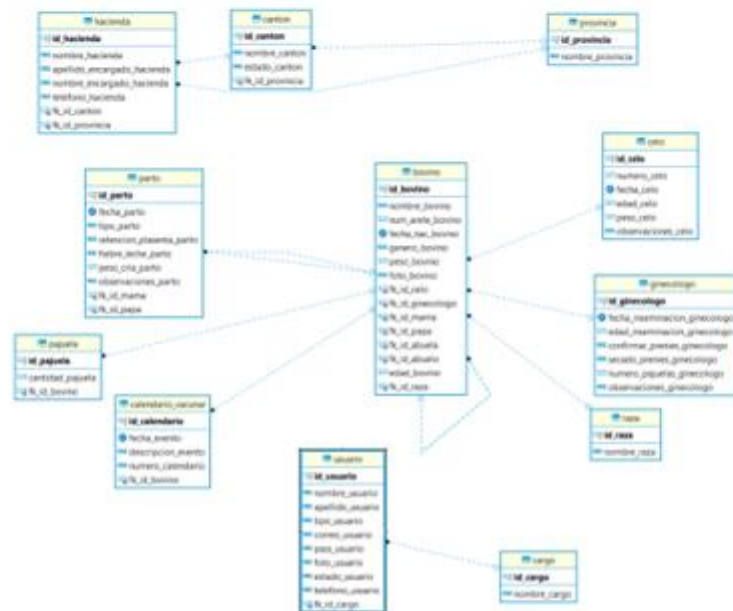 hacienda
id_hacienda
nombre_hacienda
apellido_encargado_hacienda
nombre_encargado_hacienda
telefono_hacienda
fk_id_canton
fk_id_provincia
canton
id_canton
nombre_canton
estado_canton
fk_id_provincia
provincia
id_provincia
nombre_provincia
parto
id_parto
fecha_parto
tipo_parto
retencion_plasenta_parto
fiebre_leche_parto
peso_cria_parto
observaciones_parto
fk_id_mama
fk_id_papa
bovino
id_bovino
nombre_bovino
num_arete_bovino
fecha_nac_bovino
genero_bovino
peso_bovino
foto_bovino
fk_id_celo
fk_id_ginecologo
fk_id_mama
fk_id_papa
fk_id_abuela
fk_id_abuelo
edad_bovino
fk_id_raza
celo
id_celo
numero_celo
fecha_celo
edad_celo
peso_celo
observaciones_celo
ginecologo
id_ginecologo
confirmar_prenes_ginecologo
secado_prenes_ginecologo
numero_pajuelas_ginecologo
observaciones_ginecologo
pajuela
id_pajuela
cantidad_pajuela
fk_id_bovino
calendario_vacunar
id_calendario
fecha_evento
descripcion_evento
numero_calendario
fk_id_bovino
raza
id_raza
nombre_raza
usuario
id_usuario
nombre_usuario
apellido_usuario
tipo_usuario
correo_usuario
pass_usuario
foto_usuario
estado_usuario
telefono_usuario
fk_id_cargo
cargo
id_cargo
nombre_cargo